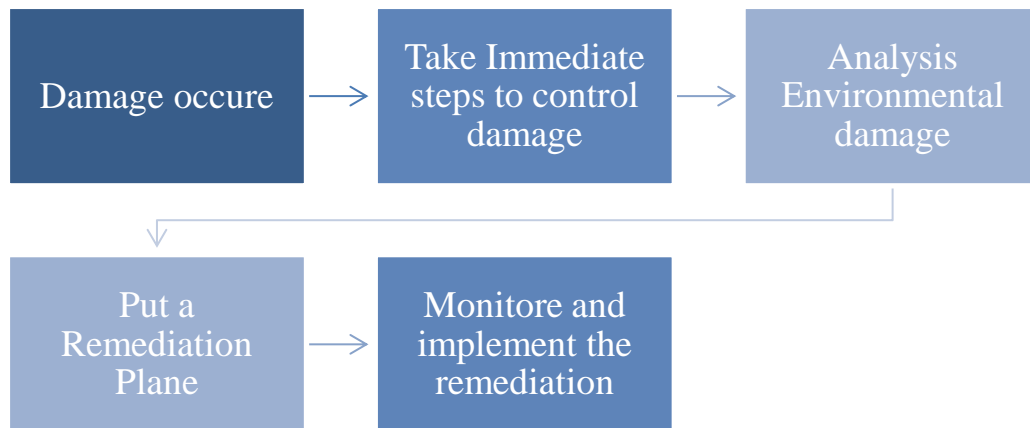 Damage occure
Take Immediate
steps to control
damage
Analysis
Environmental
damage
Put a
Remediation
Plane
Monitore and
implement the
remediation